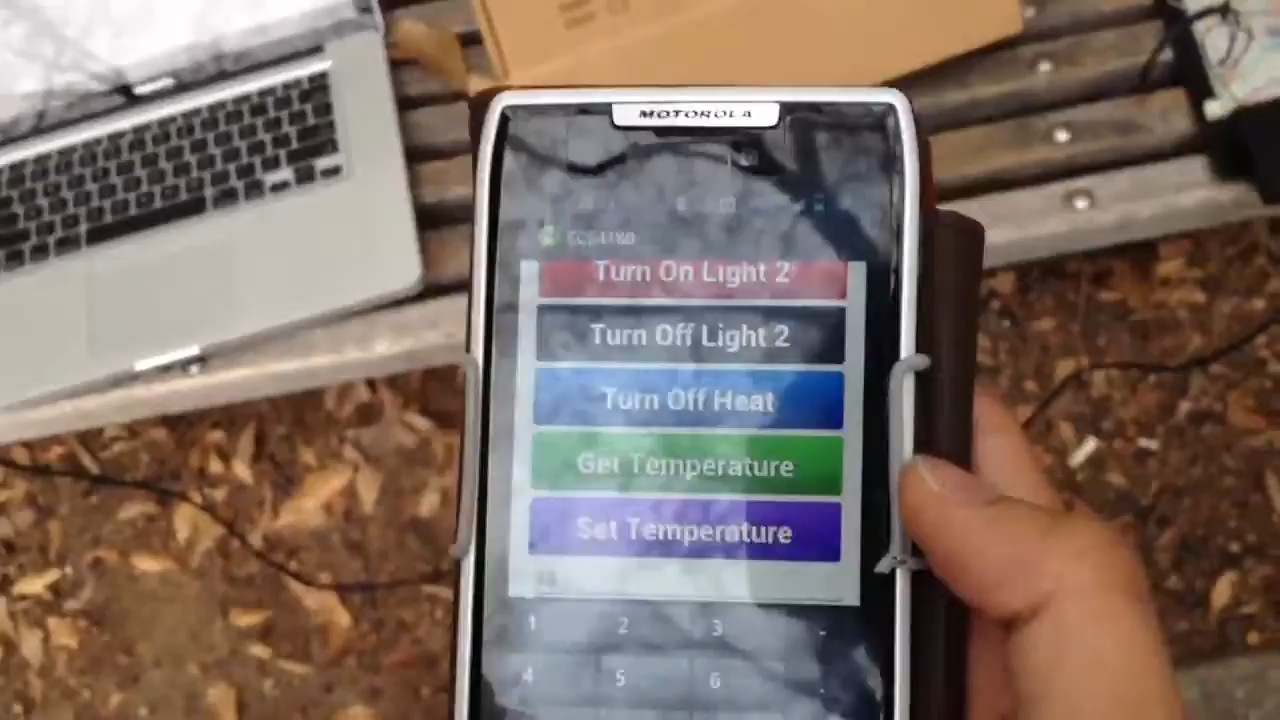 MOTOROLA
Turn On Light 2
Turn Off Light 2
Turn Off Heat
Get Temperature
Set Temperature
1 2 3 -
4 5 6 .